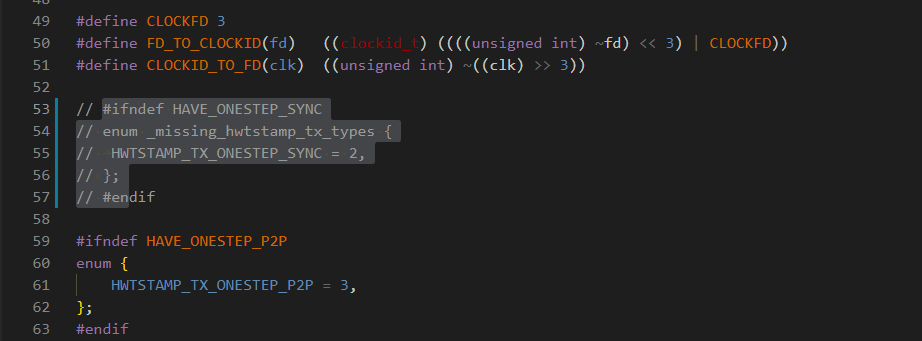 48
49 #define CLOCKFD 3
50 #define FD_TO_CLOCKID(fd)   ((clockid_t) ((((unsigned int) ~fd) << 3) | CLOCKFD))
51 #define CLOCKID_TO_FD(clk)  ((unsigned int) ~((clk) >> 3))
52
53 // #ifndef HAVE_ONESTEP_SYNC
54 // enum _missing_hwtstamp_tx_types {
55 //  HWTSTAMP_TX_ONESTEP_SYNC = 2,
56 // };
57 // #endif
58
59 #ifndef HAVE_ONESTEP_P2P
60 enum {
61     HWTSTAMP_TX_ONESTEP_P2P = 3,
62 };
63 #endif